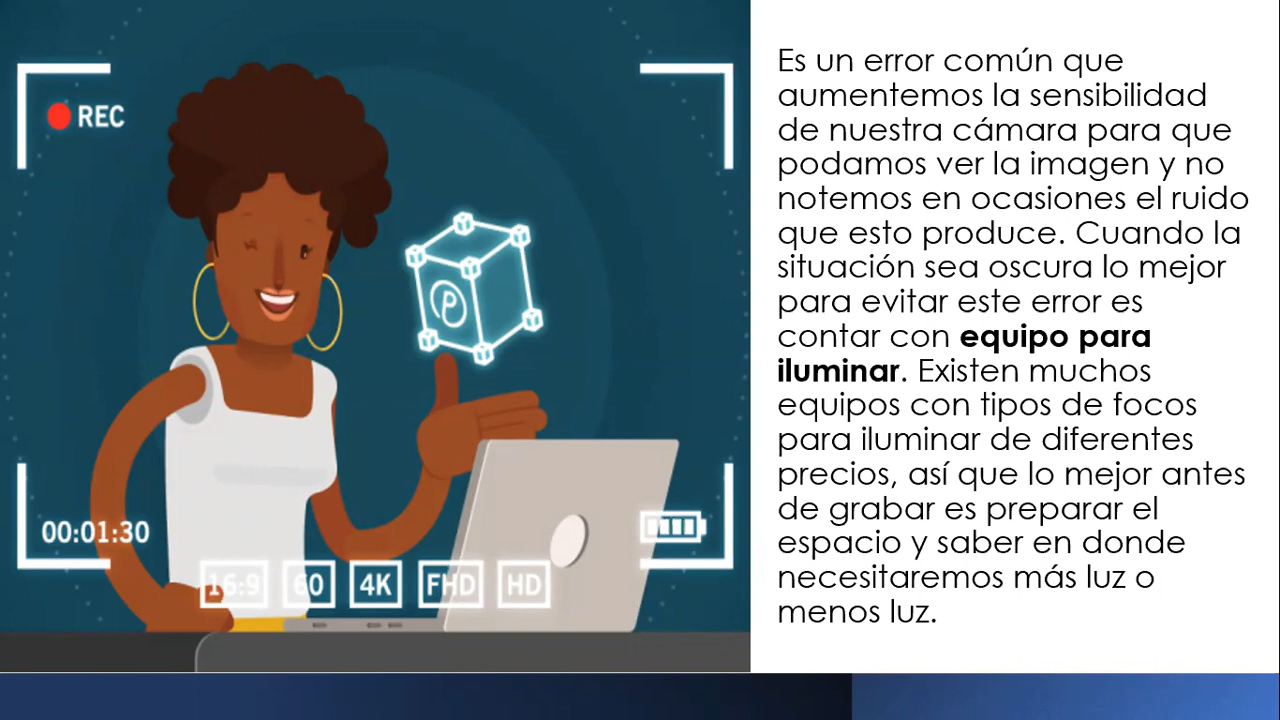 REC
00:01:30
16:9 60 4K FHD HD
Es un error común que
aumentemos la sensibilidad
de nuestra cámara para que
podamos ver la imagen y no
notemos en ocasiones el ruido
que esto produce. Cuando la
situación sea oscura lo mejor
para evitar este error es
contar con equipo para
iluminar. Existen muchos
equipos con tipos de focos
para iluminar de diferentes
precios, así que lo mejor antes
de grabar es preparar el
espacio y saber en donde
necesitaremos más luz o
menos luz.